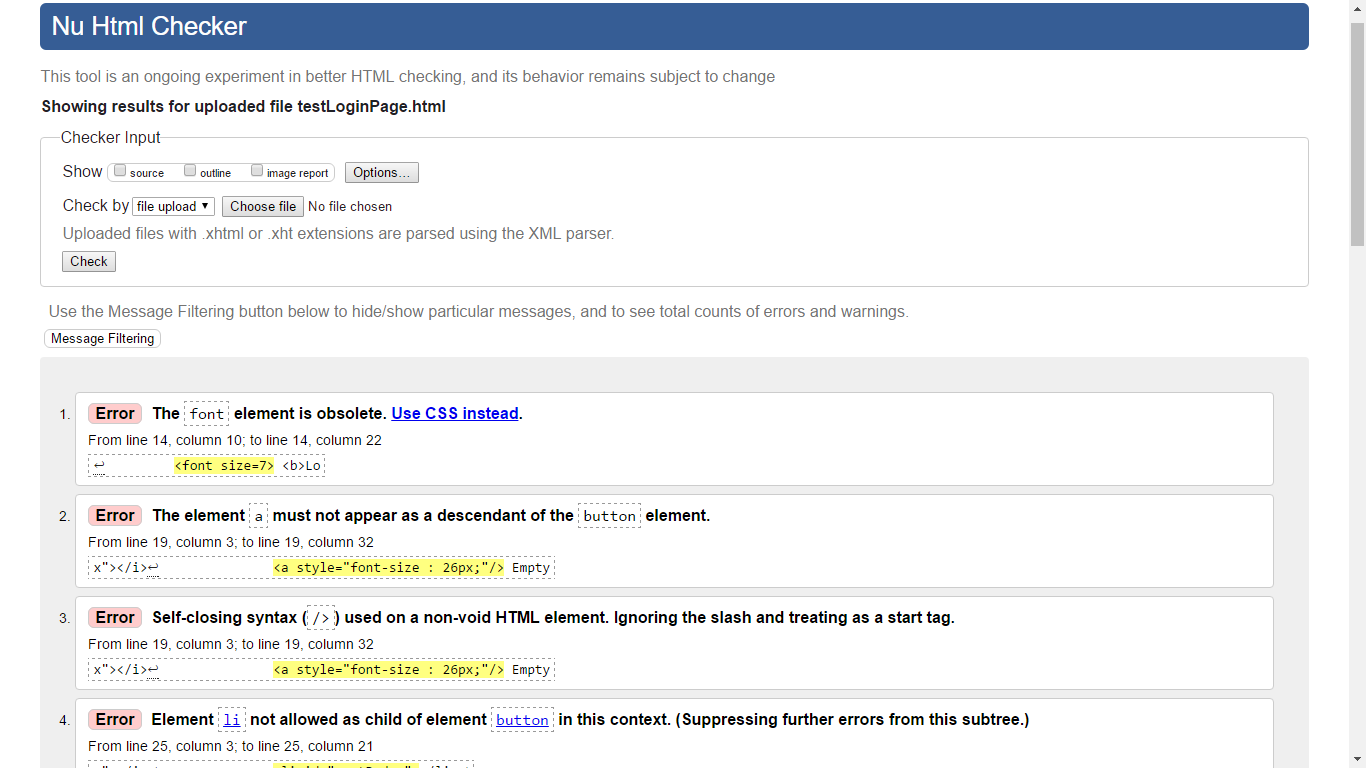 Nu Html Checker
This tool is an ongoing experiment in better HTML checking, and its behavior remains subject to change
Showing results for uploaded file testLoginPage.html
Checker Input
Show source outline image report Options...
Check by file upload ▼ Choose file No file chosen
Uploaded files with .xhtml or .xht extensions are parsed using the XML parser.
Check
Use the Message Filtering button below to hide/show particular messages, and to see total counts of errors and warnings.
Message Filtering
1. Error The font element is obsolete. Use CSS instead.
From line 14, column 10; to line 14, column 22
↩ <font size=7> <b>Lo
2. Error The element a must not appear as a descendant of the button element.
From line 19, column 3; to line 19, column 32
x"></i>↩ <a style="font-size : 26px;"/> Empty
3. Error Self-closing syntax (/>) used on a non-void HTML element. Ignoring the slash and treating as a start tag.
From line 19, column 3; to line 19, column 32
x"></i>↩ <a style="font-size : 26px;"/> Empty
4. Error Element li not allowed as child of element button in this context. (Suppressing further errors from this subtree.)
From line 25, column 3; to line 25, column 21